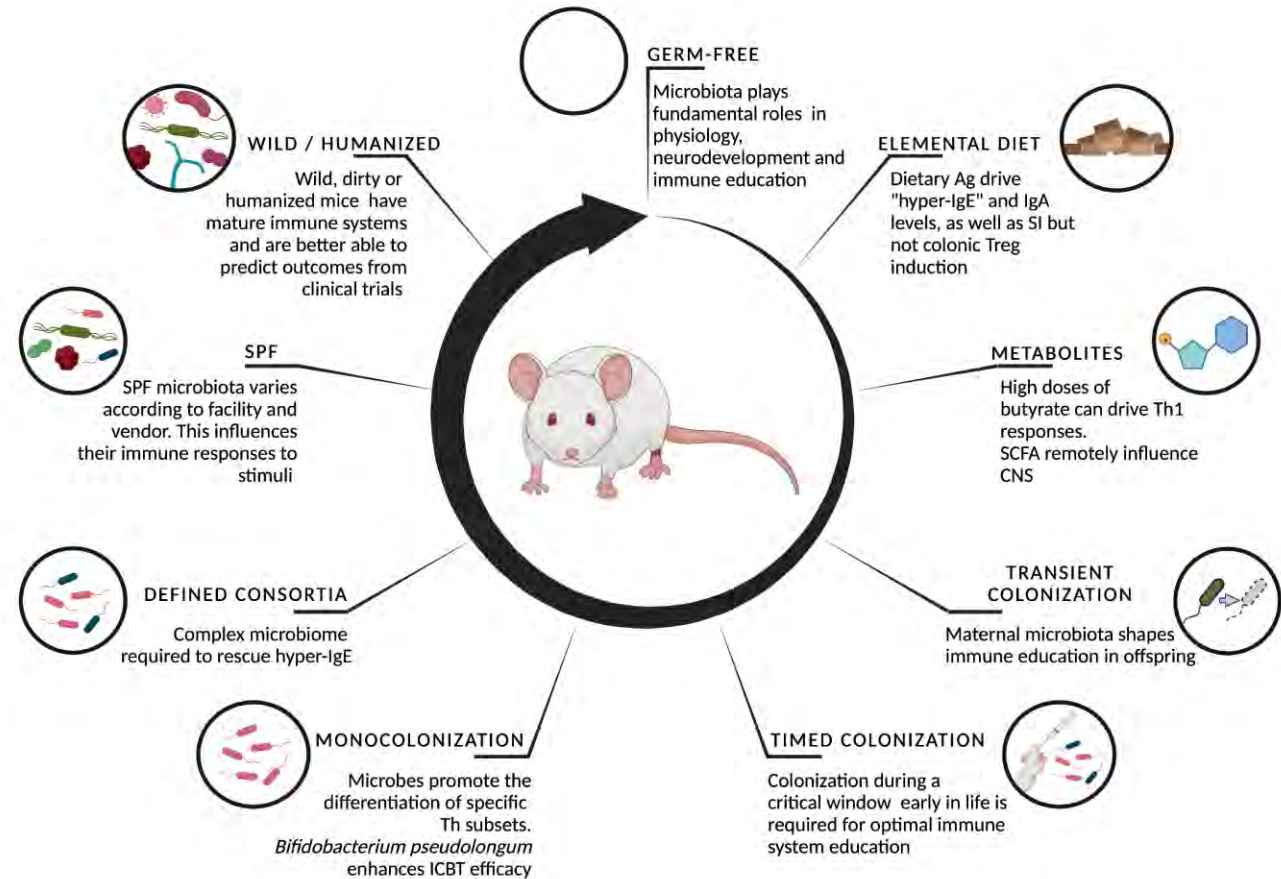 GERM-FREE
Microbiota plays
fundamental roles in
physiology,
neurodevelopment and
immune education
ELEMENTAL DIET
Dietary Ag drive
"hyper-IgE" and IgA
levels, as well as SI but
not colonic Treg
induction
METABOLITES
High doses of
butyrate can drive Th1
responses.
SCFA remotely influence
CNS
TRANSIENT
COLONIZATION
Maternal microbiota shapes
immune education in offspring
TIMED COLONIZATION
Colonization during a
critical window early in life is
required for optimal immune
system education
MONOCOLONIZATION
Microbes promote the
differentiation of specific
Th subsets.
Bifidobacterium pseudolongum
enhances ICBT efficacy
DEFINED CONSORTIA
Complex microbiome
required to rescue hyper-IgE
SPF
SPF microbiota varies
according to facility and
vendor. This influences
their immune responses to
stimuli
WILD / HUMANIZED
Wild, dirty or
humanized mice have
mature immune systems
and are better able to
predict outcomes from
clinical trials